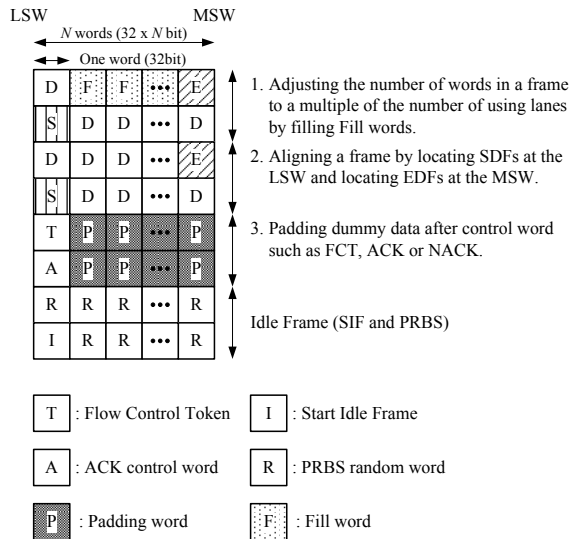 LSW MSW
N words (32 x N bit)
One word (32bit)
D F F ••• E
S D D ••• D
D D D ••• E
S D D ••• D
T P P ••• P
A P P ••• P
R R R ••• R
I R R ••• R
1. Adjusting the number of words in a frame
to a multiple of the number of using lanes
by filling Fill words.
2. Aligning a frame by locating SDFs at the
LSW and locating EDFs at the MSW.
3. Padding dummy data after control word
such as FCT, ACK or NACK.
Idle Frame (SIF and PRBS)
T : Flow Control Token
I : Start Idle Frame
A : ACK control word
R : PRBS random word
P : Padding word
F : Fill word